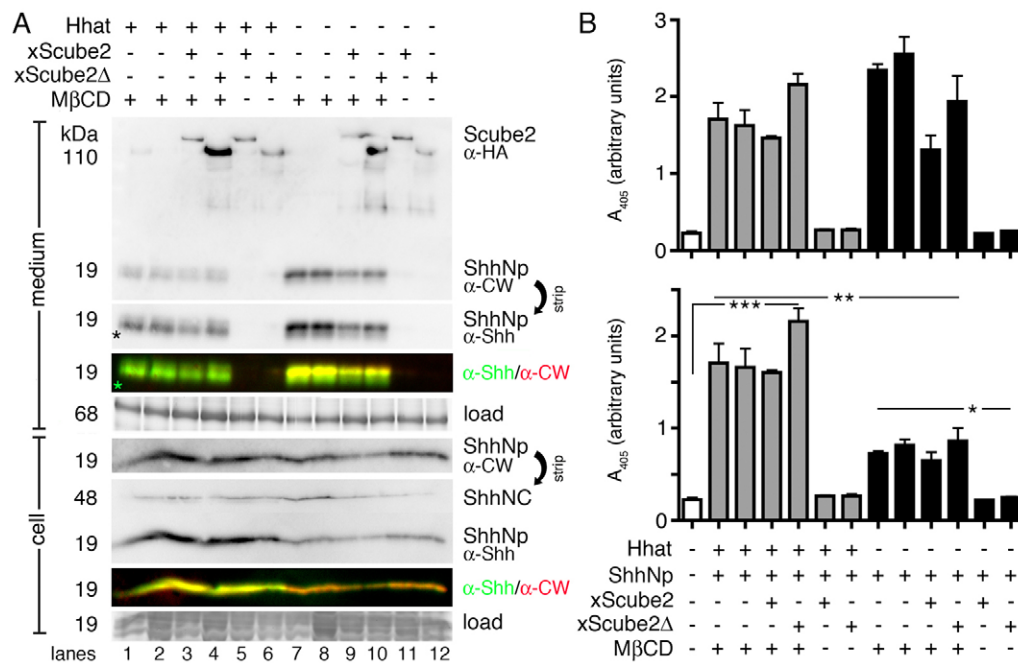 A
Hhat + + + + + + - - - - - -
xScube2 - - + - + - - - + - + -
xScube2Δ - - - + - + - - - + - +
MβCD + + + + - - + + + + - -
medium
kDa
110
Scube2
α-HA
19
ShhNp
α-CW
strip
19
ShhNp
α-Shh
*
19
α-Shh/α-CW
*
68
load
cell
19
ShhNp
α-CW
strip
48
ShhNC
19
ShhNp
α-Shh
19
α-Shh/α-CW
19
load
lanes 1 2 3 4 5 6 7 8 9 10 11 12
B
A405 (arbitrary units)
3
2
1
0
A405 (arbitrary units)
***
**
*
2
1
0
Hhat - + + + + + + - - - - - -
ShhNp - + + + + + + + + + + + +
xScube2 - - - + - + - - - + - + -
xScube2Δ - - - - + - + - - - + - +
MβCD - + + + + - - + + + + - -